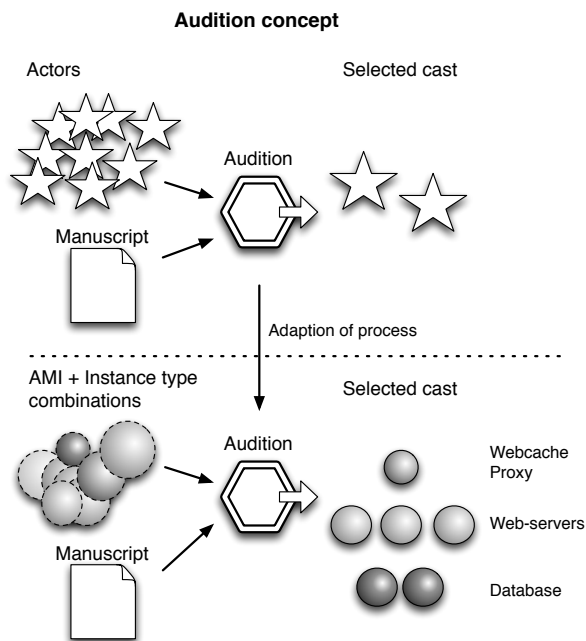 Audition concept
Actors
Selected cast
Audition
Manuscript
Adaption of process
AMI + Instance type
combinations
Selected cast
Audition
Webcache
Proxy
Web-servers
Manuscript
Database